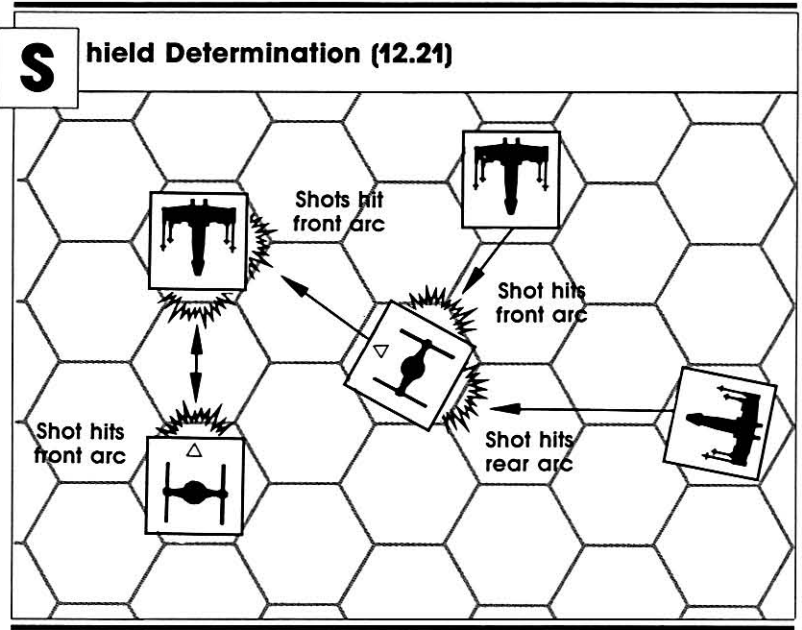 Shield Determination (12.21)
Shots hit
front arc
Shot hits
front arc
Shot hits
front arc
Shot hits
rear arc